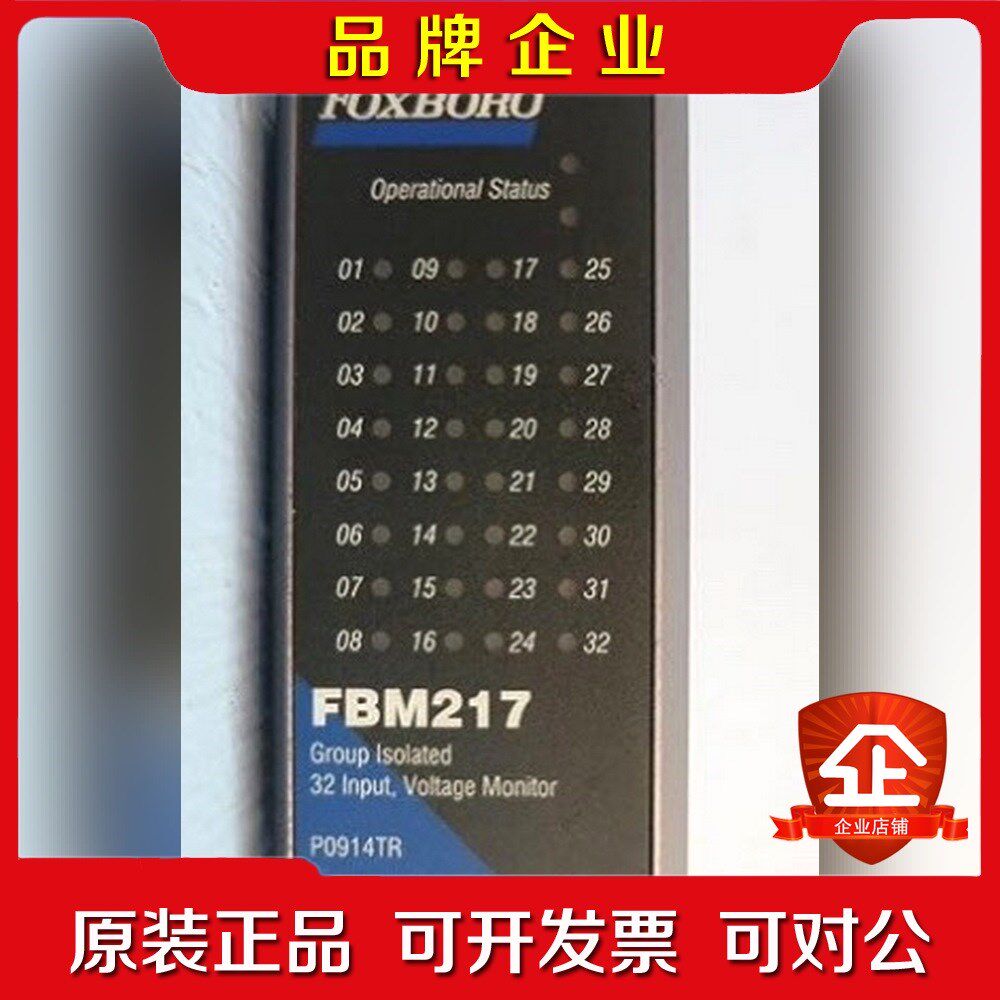 品牌企业
FOXBORO
Operational Status
01 09 17 25
02 10 18 26
03 11 19 27
04 12 20 28
05 13 21 29
06 14 22 30
07 15 23 31
08 16 24 32
FBM217
Group Isolated
32 Input, Voltage Monitor
P0914TR
企
企业店铺
原装正品 可开发票 可对公